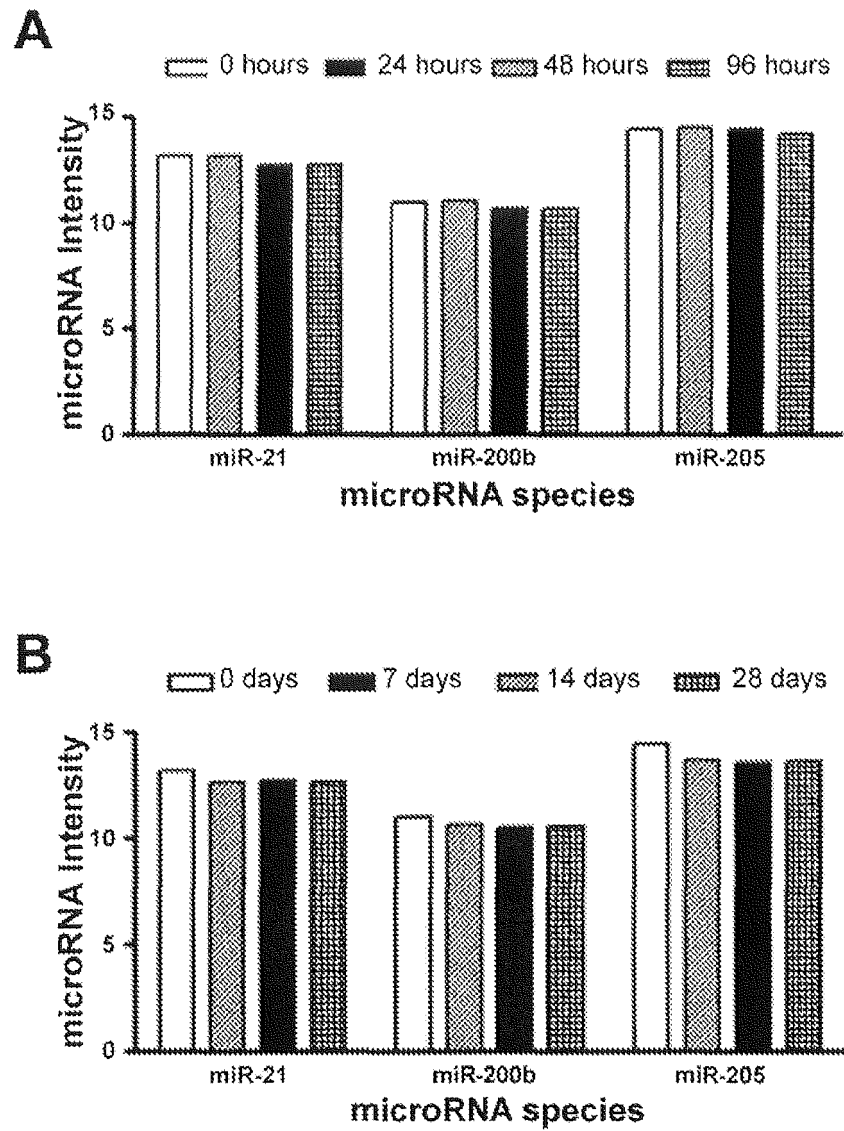 A
0 hours 24 hours 48 hours 96 hours
15
10
5
0
microRNA Intensity
miR-21 miR-200b miR-205
microRNA species
B
0 days 7 days 14 days 28 days
15
10
5
0
microRNA Intensity
miR-21 miR-200b miR-205
microRNA species